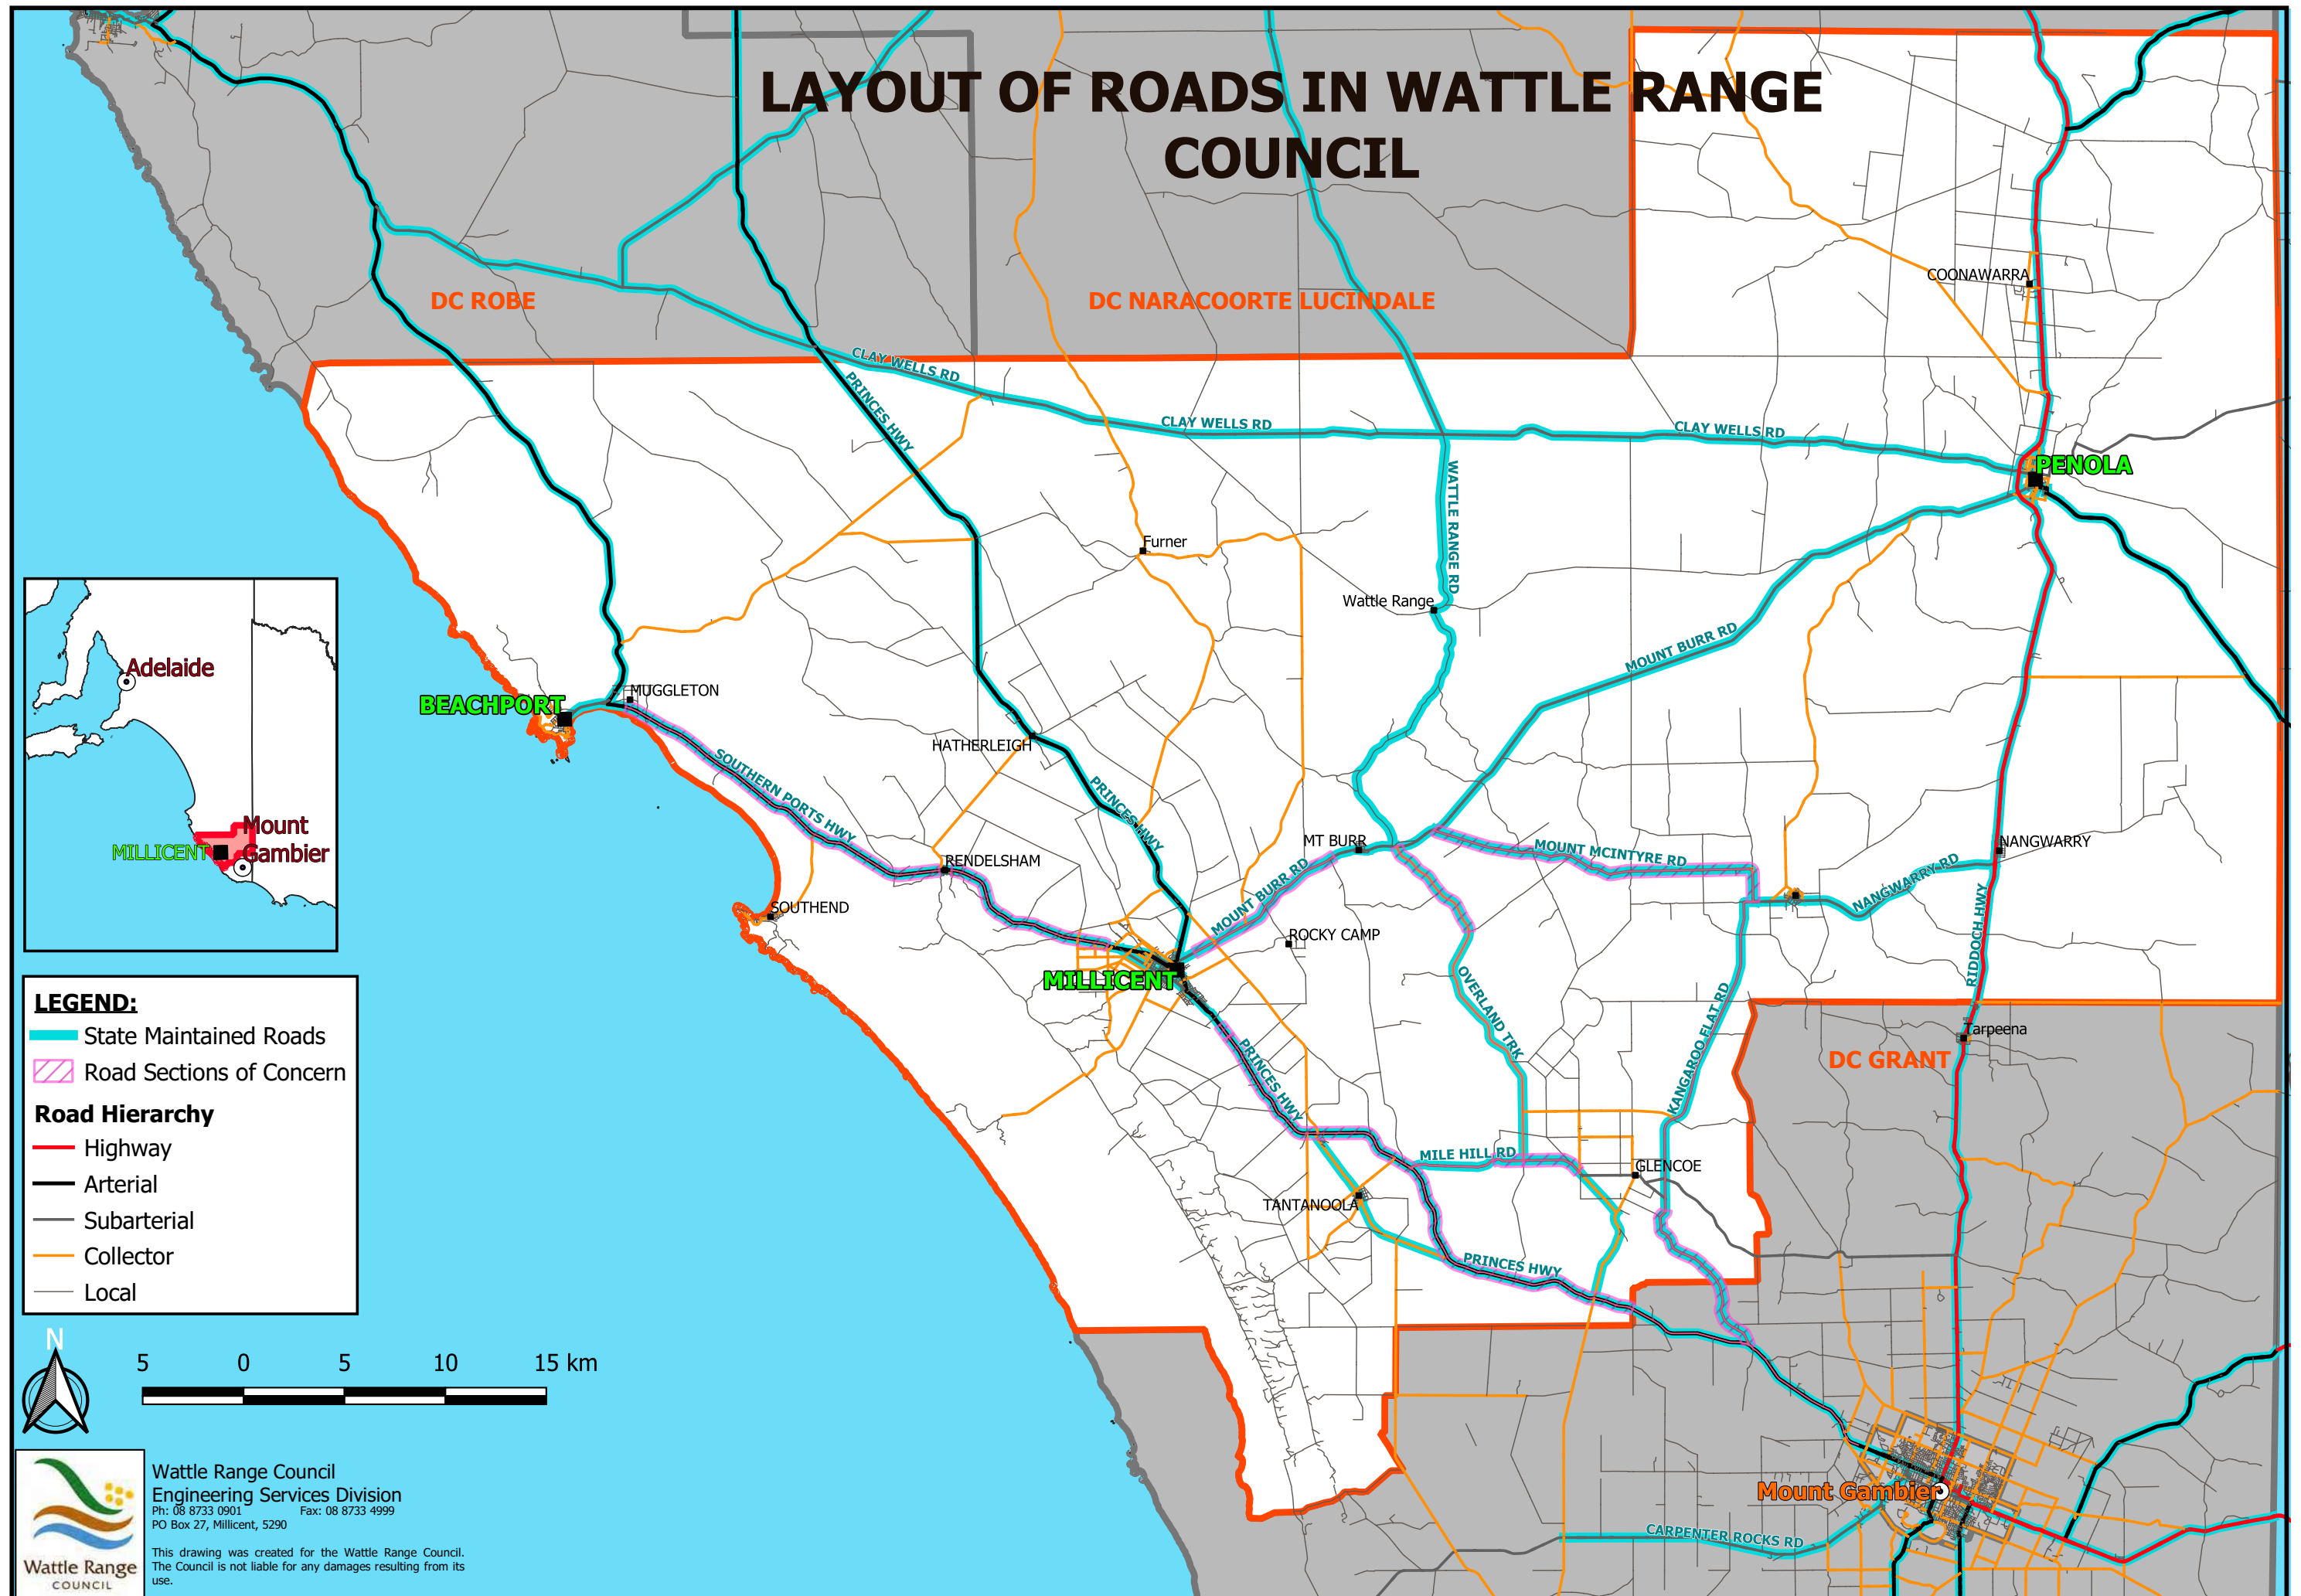 LAYOUT OF ROADS IN WATTLE RANGE
COUNCIL
COONAWARRA
DC ROBE
DC NARACOORTE LUCINDALE
CLAY WELLS RD
PRINCES HWY
CLAY WELLS RD
CLAY WELLS RD
PENOLA
WATTLE RANGE RD
Furner
Wattle Range
MOUNT BURR RD
Adelaide
MUGGLETON
BEACHPORT
HATHERLEIGH
SOUTHERN PORTS HWY
PRINCES HWY
Mount
Gambier
MILLICENT
MT BURR
MOUNT MCINTYRE RD
NANGWARRY
RENDELSHAM
MOUNT BURR RD
NANGWARRY RD
SOUTHEND
ROCKY CAMP
RIDDOCH HWY
MILLICENT
OVERLAND TRK
KANGAROO FLAT RD
Tarpeena
DC GRANT
PRINCES HWY
MILE HILL RD
GLENCOE
TANTANOOLA
PRINCES HWY
LEGEND:
State Maintained Roads
Road Sections of Concern
Road Hierarchy
Highway
Arterial
Subarterial
Collector
Local
N
5 0 5 10 15 km
Mount Gambier
CARPENTER ROCKS RD
Wattle Range Council
Engineering Services Division
Ph: 08 8733 0901 Fax: 08 8733 4999
PO Box 27, Millicent, 5290
This drawing was created for the Wattle Range Council.
The Council is not liable for any damages resulting from its
use.
Wattle Range
COUNCIL